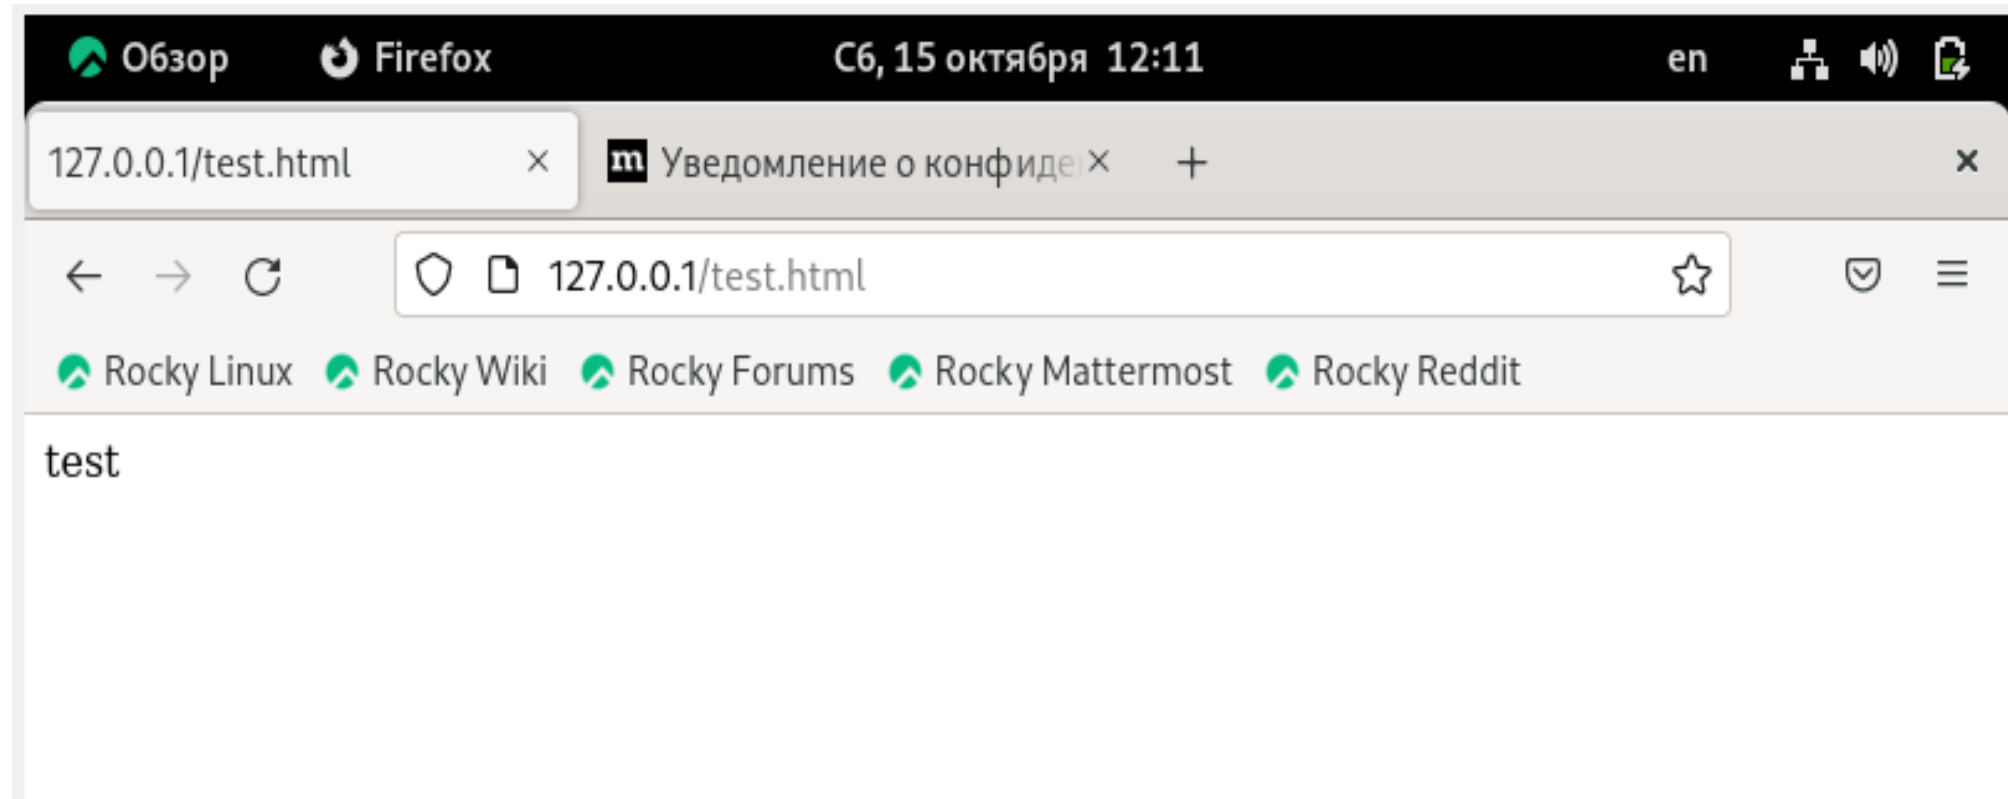 Обзор Firefox Сб, 15 октября 12:11 en
127.0.0.1/test.html m Уведомление о конфиде
127.0.0.1/test.html
Rocky Linux Rocky Wiki Rocky Forums Rocky Mattermost Rocky Reddit
test